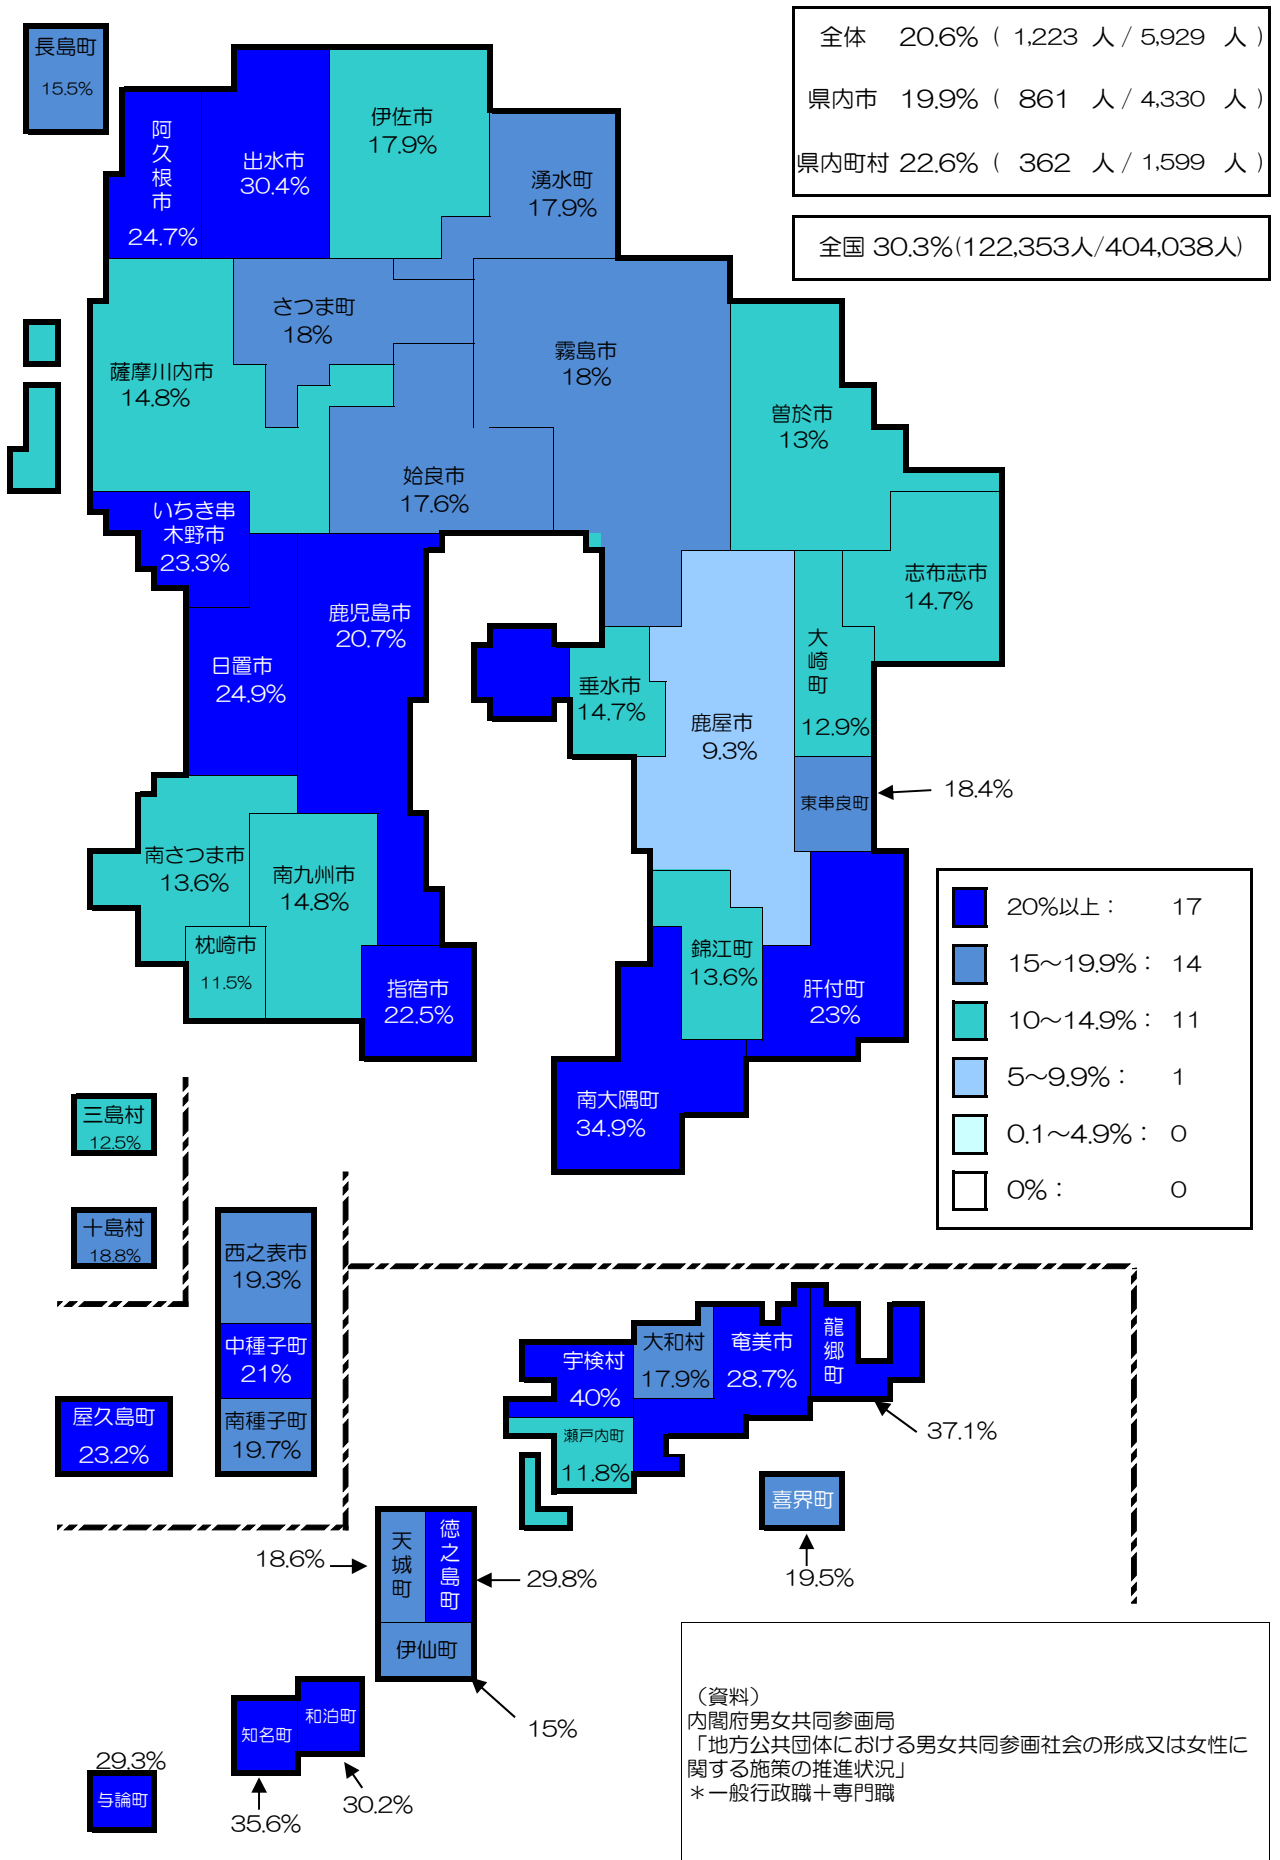 全体 20.6% ( 1,223 人 / 5,929 人 )
県内市 19.9% ( 861 人 / 4,330 人 )
県内町村 22.6% ( 362 人 / 1,599 人 )
全国 30.3%(122,353人/404,038人)
長島町
15.5%
阿久根市
24.7%
出水市
30.4%
伊佐市
17.9%
湧水町
17.9%
さつま町
18%
薩摩川内市
14.8%
霧島市
18%
曽於市
13%
姶良市
17.6%
いちき串
木野市
23.3%
志布志市
14.7%
鹿児島市
20.7%
日置市
24.9%
垂水市
14.7%
鹿屋市
9.3%
大崎町
12.9%
東串良町
18.4%
南さつま市
13.6%
南九州市
14.8%
枕崎市
11.5%
指宿市
22.5%
錦江町
13.6%
肝付町
23%
南大隅町
34.9%
20%以上： 17
15～19.9%： 14
10～14.9%： 11
5～9.9%： 1
0.1～4.9%： 0
0%： 0
三島村
12.5%
十島村
18.8%
西之表市
19.3%
中種子町
21%
南種子町
19.7%
屋久島町
23.2%
宇検村
40%
大和村
17.9%
奄美市
28.7%
龍郷町
37.1%
瀬戸内町
11.8%
喜界町
19.5%
天城町
18.6%
徳之島町
29.8%
伊仙町
15%
和泊町
30.2%
知名町
35.6%
29.3%
与論町
（資料）
内閣府男女共同参画局
「地方公共団体における男女共同参画社会の形成又は女性に
関する施策の推進状況」
＊一般行政職＋専門職